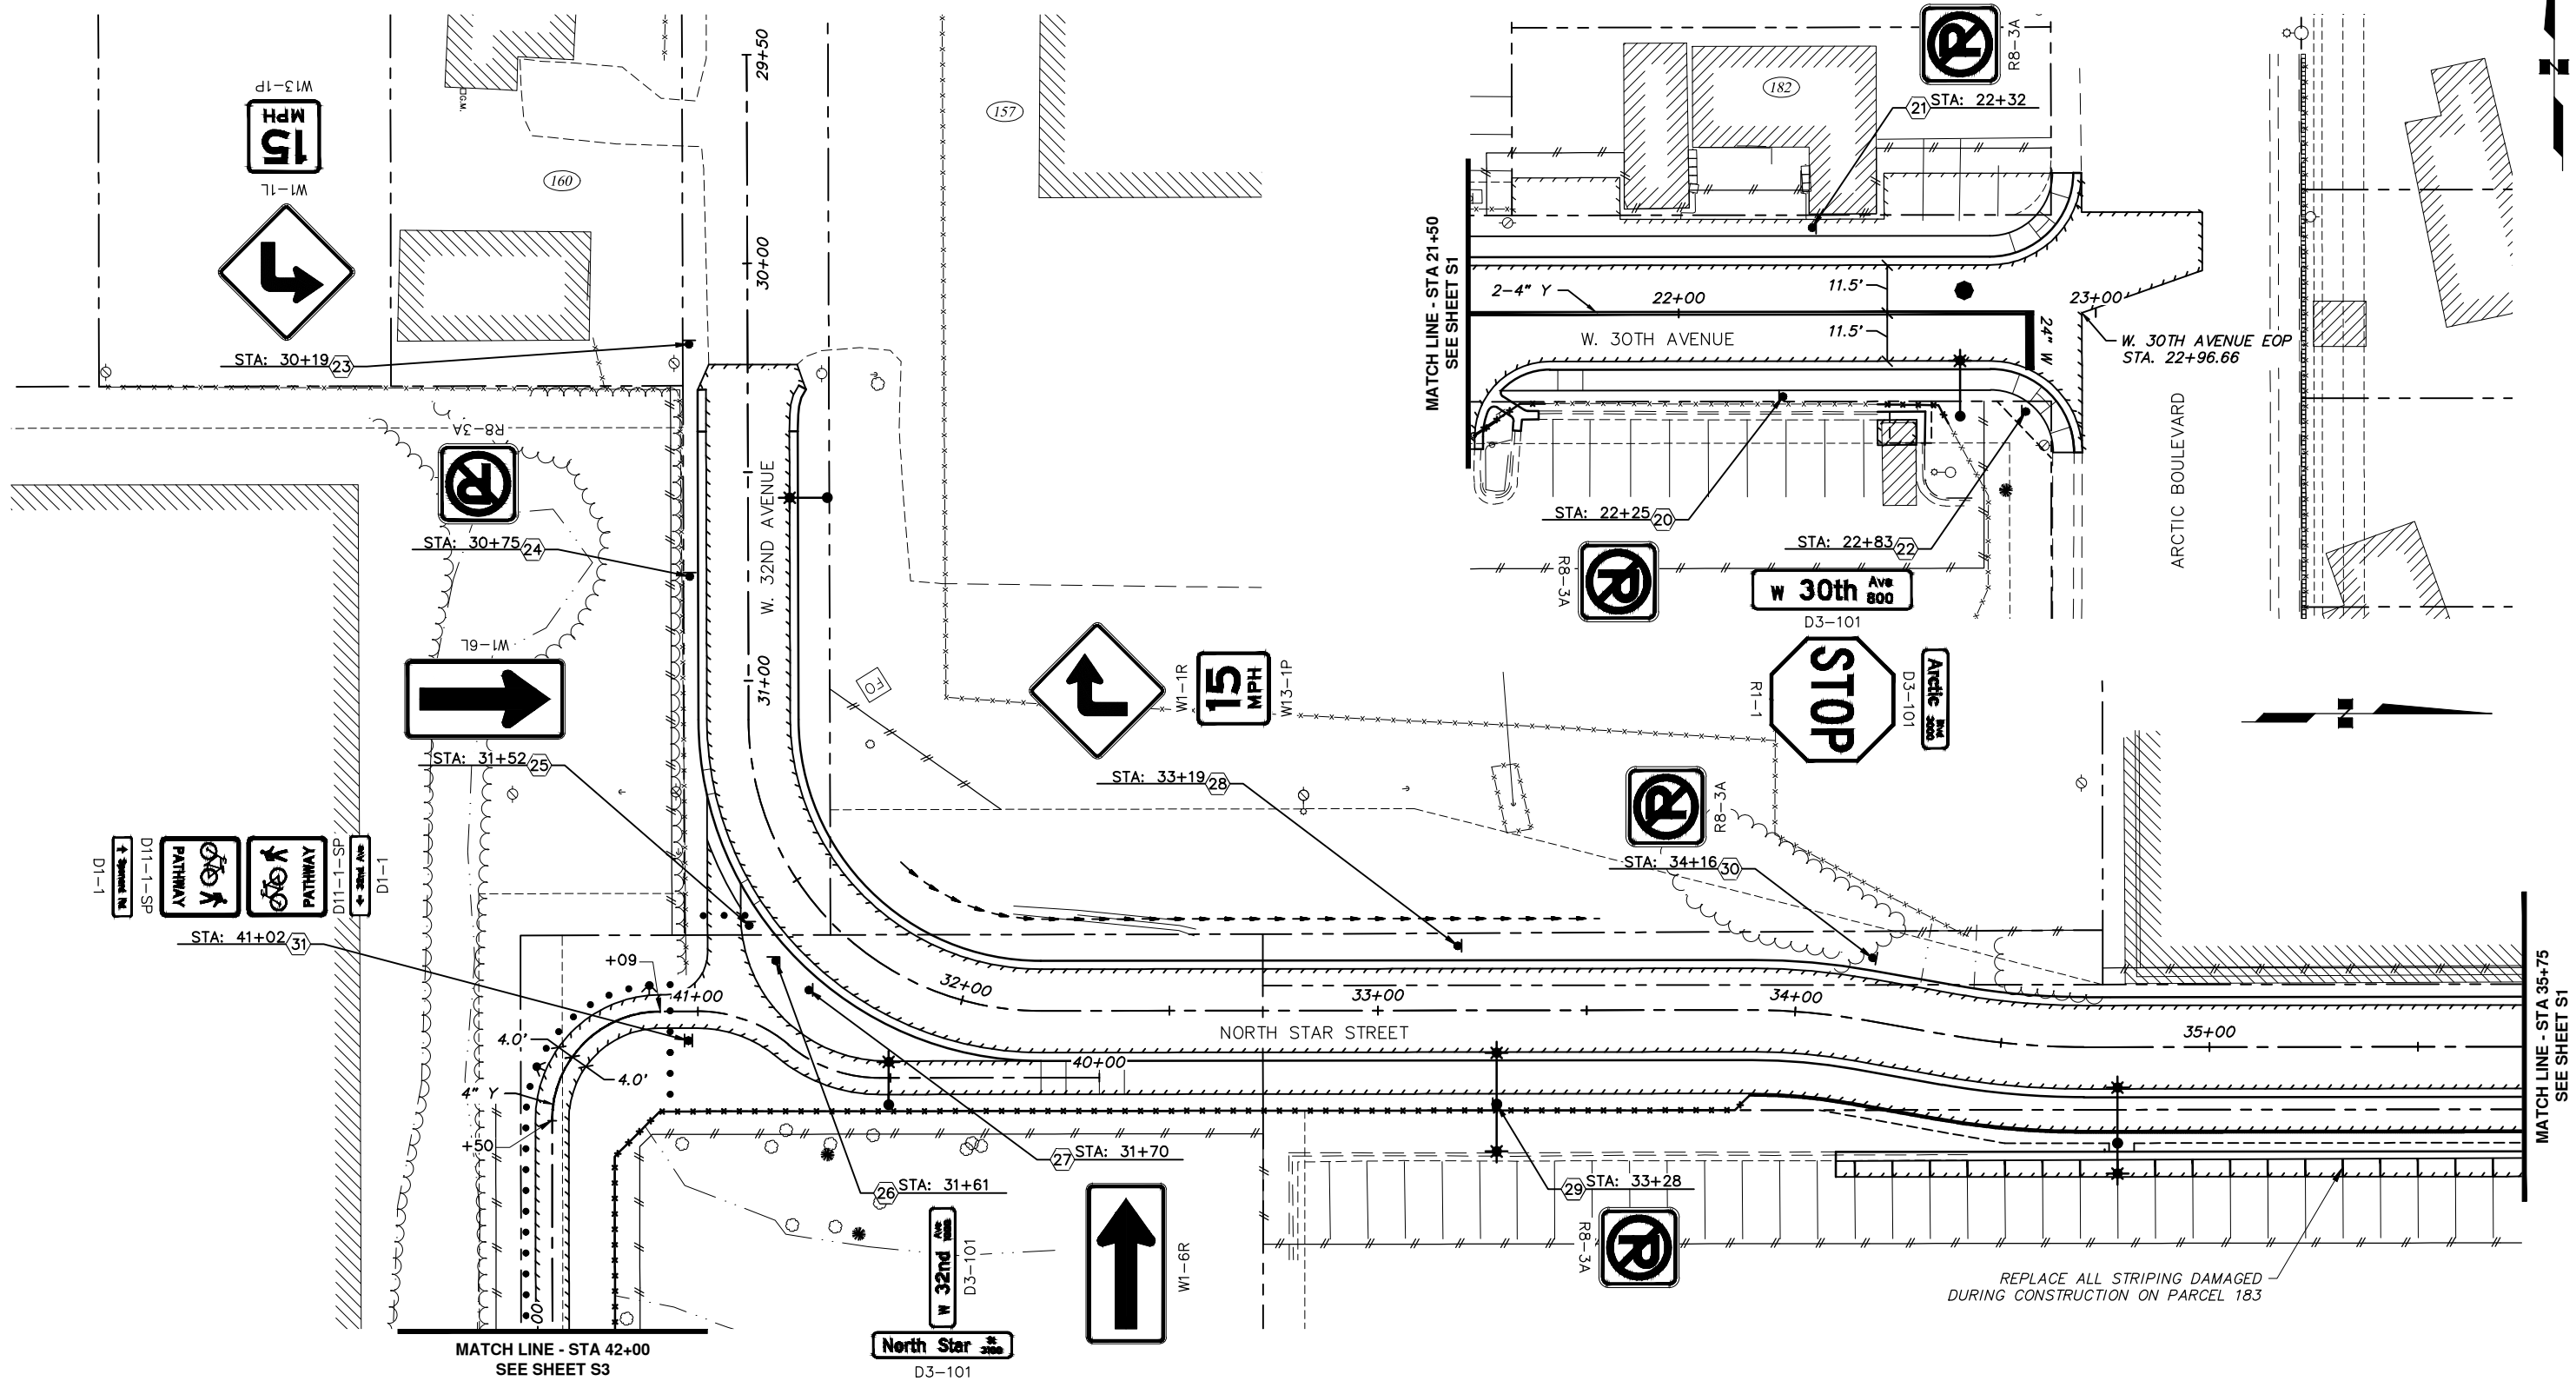 W13-1P
15
MPH
W1-1L
STA: 30+19
23
160
G.M.
29+50
30+00
157
R8-3A
STA: 30+75
24
W. 32ND AVENUE
31+00
W1-6L
STA: 31+52
25
FO
D1-1
D11-1-SP
PATHWAY
PATHWAY
D11-1-SP
32nd Ave
D1-1
STA: 41+02
31
+09
41+00
4.0'
4.0'
4" Y
+50
00
MATCH LINE - STA 42+00
SEE SHEET S3
32+00
NORTH STAR STREET
40+00
33+00
34+00
35+00
27
STA: 31+70
26
STA: 31+61
W 32nd Ave
D3-101
North Star
3100
D3-101
W1-6R
29
STA: 33+28
R8-3A
REPLACE ALL STRIPING DAMAGED
DURING CONSTRUCTION ON PARCEL 183
MATCH LINE - STA 35+75
SEE SHEET S1
W1-1R
15
MPH
W13-1P
STA: 33+19
28
R8-3A
STA: 34+16
30
R8-3A
182
21
STA: 22+32
MATCH LINE - STA 21+50
SEE SHEET S1
2-4" Y
22+00
11.5'
11.5'
W. 30TH AVENUE
23+00
24" W
W. 30TH AVENUE EOP
STA. 22+96.66
ARCTIC BOULEVARD
STA: 22+25
20
STA: 22+83
22
R8-3A
W 30th Ave
800
D3-101
STOP
R1-1
Arctic Blvd
3000
D3-101
N
N